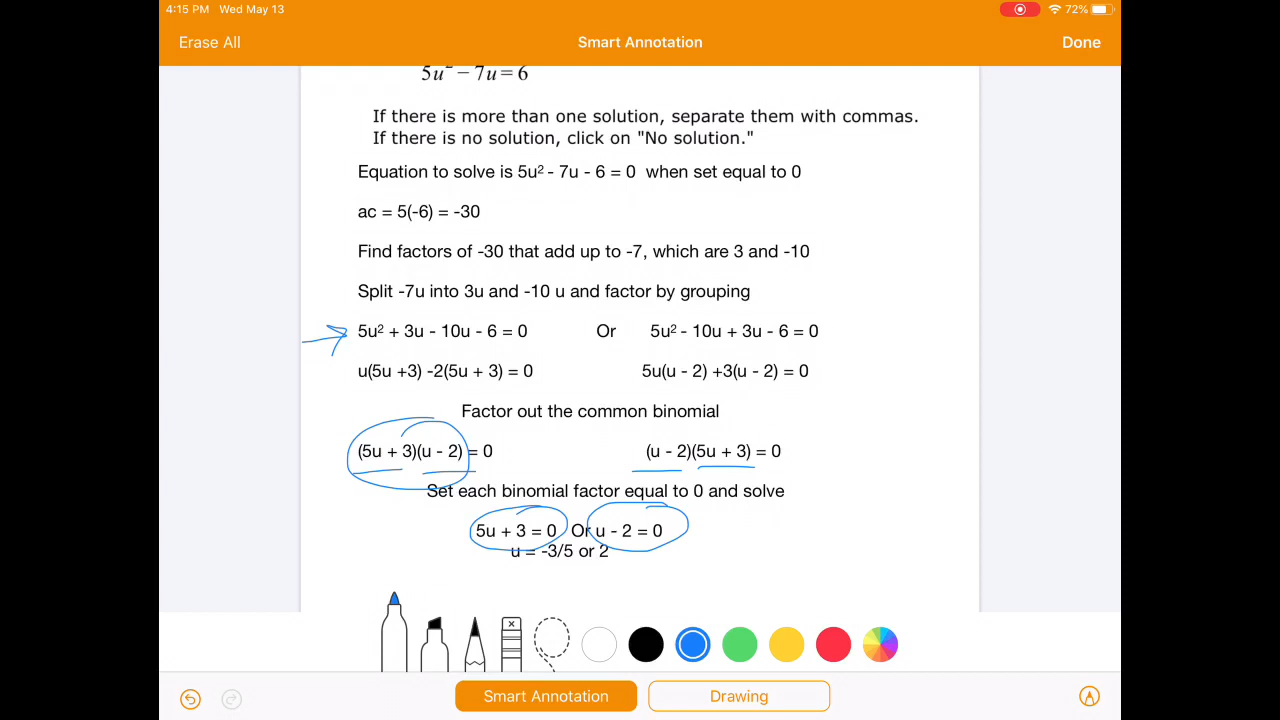 4:15 PM Wed May 13
72%
Erase All
Smart Annotation
Done
5u² − 7u = 6
If there is more than one solution, separate them with commas.
If there is no solution, click on "No solution."
Equation to solve is 5u² - 7u - 6 = 0 when set equal to 0
ac = 5(-6) = -30
Find factors of -30 that add up to -7, which are 3 and -10
Split -7u into 3u and -10 u and factor by grouping
5u² + 3u - 10u - 6 = 0 Or 5u² - 10u + 3u - 6 = 0
u(5u +3) -2(5u + 3) = 0 5u(u - 2) +3(u - 2) = 0
Factor out the common binomial
(5u + 3)(u - 2) = 0 (u - 2)(5u + 3) = 0
Set each binomial factor equal to 0 and solve
5u + 3 = 0 Or u - 2 = 0
u = -3/5 or 2
Smart Annotation
Drawing